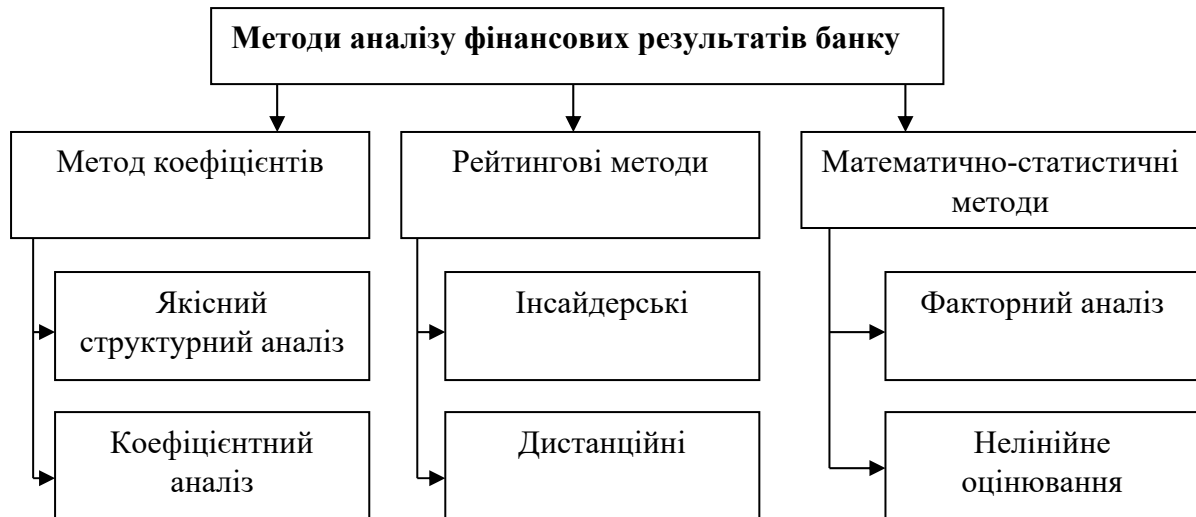 Методи аналізу фінансових результатів банку
Метод коефіцієнтів
Рейтингові методи
Математично-статистичні
методи
Якісний
структурний аналіз
Інсайдерські
Факторний аналіз
Коефіцієнтний
аналіз
Дистанційні
Нелінійне
оцінювання